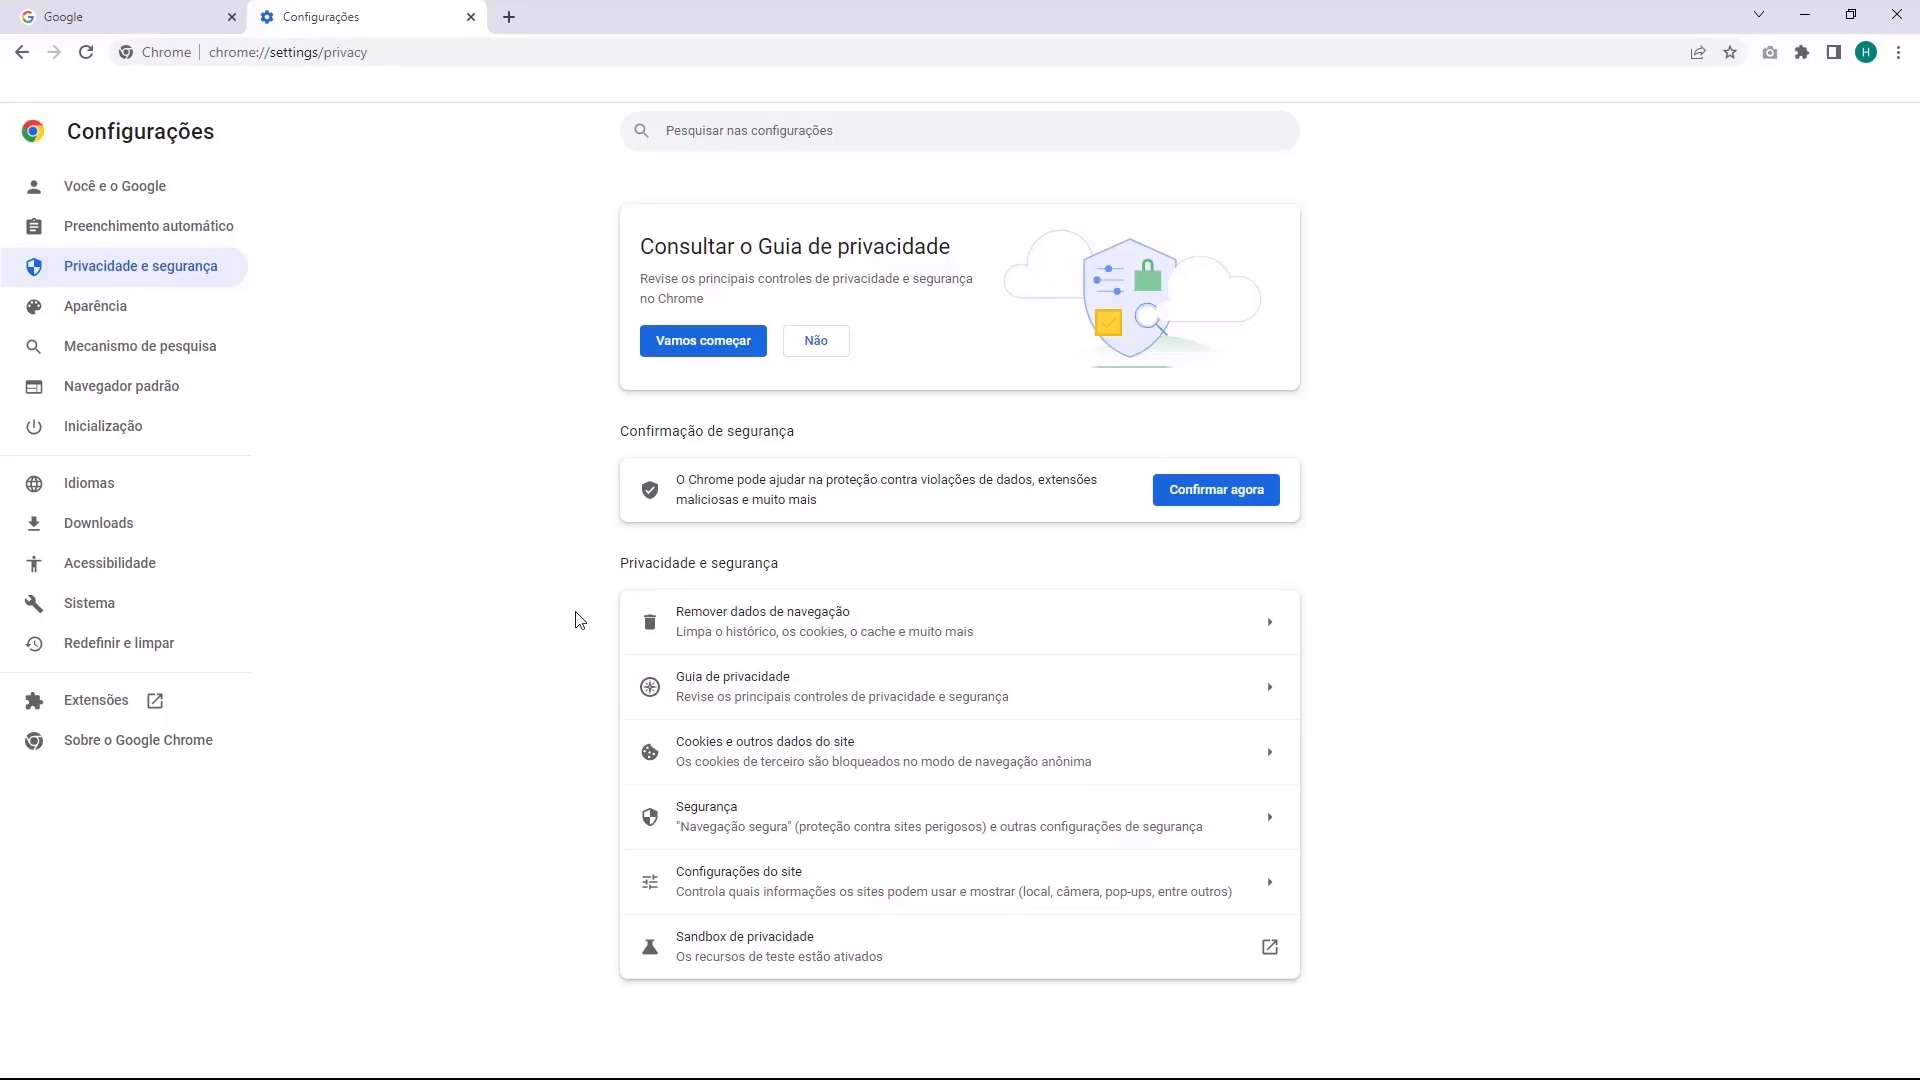 Google
Configurações
Chrome
chrome://settings/privacy
H
Configurações
Pesquisar nas configurações
Você e o Google
Preenchimento automático
Privacidade e segurança
Aparência
Mecanismo de pesquisa
Navegador padrão
Inicialização
Idiomas
Downloads
Acessibilidade
Sistema
Redefinir e limpar
Extensões
Sobre o Google Chrome
Consultar o Guia de privacidade
Revise os principais controles de privacidade e segurança
no Chrome
Vamos começar
Não
Confirmação de segurança
O Chrome pode ajudar na proteção contra violações de dados, extensões
maliciosas e muito mais
Confirmar agora
Privacidade e segurança
Remover dados de navegação
Limpa o histórico, os cookies, o cache e muito mais
Guia de privacidade
Revise os principais controles de privacidade e segurança
Cookies e outros dados do site
Os cookies de terceiro são bloqueados no modo de navegação anônima
Segurança
"Navegação segura" (proteção contra sites perigosos) e outras configurações de segurança
Configurações do site
Controla quais informações os sites podem usar e mostrar (local, câmera, pop-ups, entre outros)
Sandbox de privacidade
Os recursos de teste estão ativados